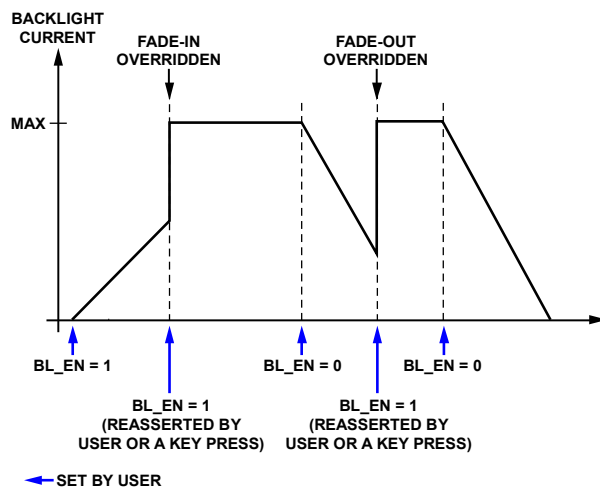 BACKLIGHT
CURRENT
FADE-IN
OVERRIDDEN
FADE-OUT
OVERRIDDEN
MAX
BL_EN = 1
BL_EN = 1
(REASSERTED BY
USER OR A KEY PRESS)
BL_EN = 0
BL_EN = 1
(REASSERTED BY
USER OR A KEY PRESS)
BL_EN = 0
SET BY USER